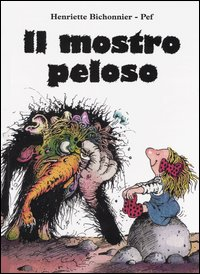 Henriette Bichonnier - Pef
Il mostro
peloso